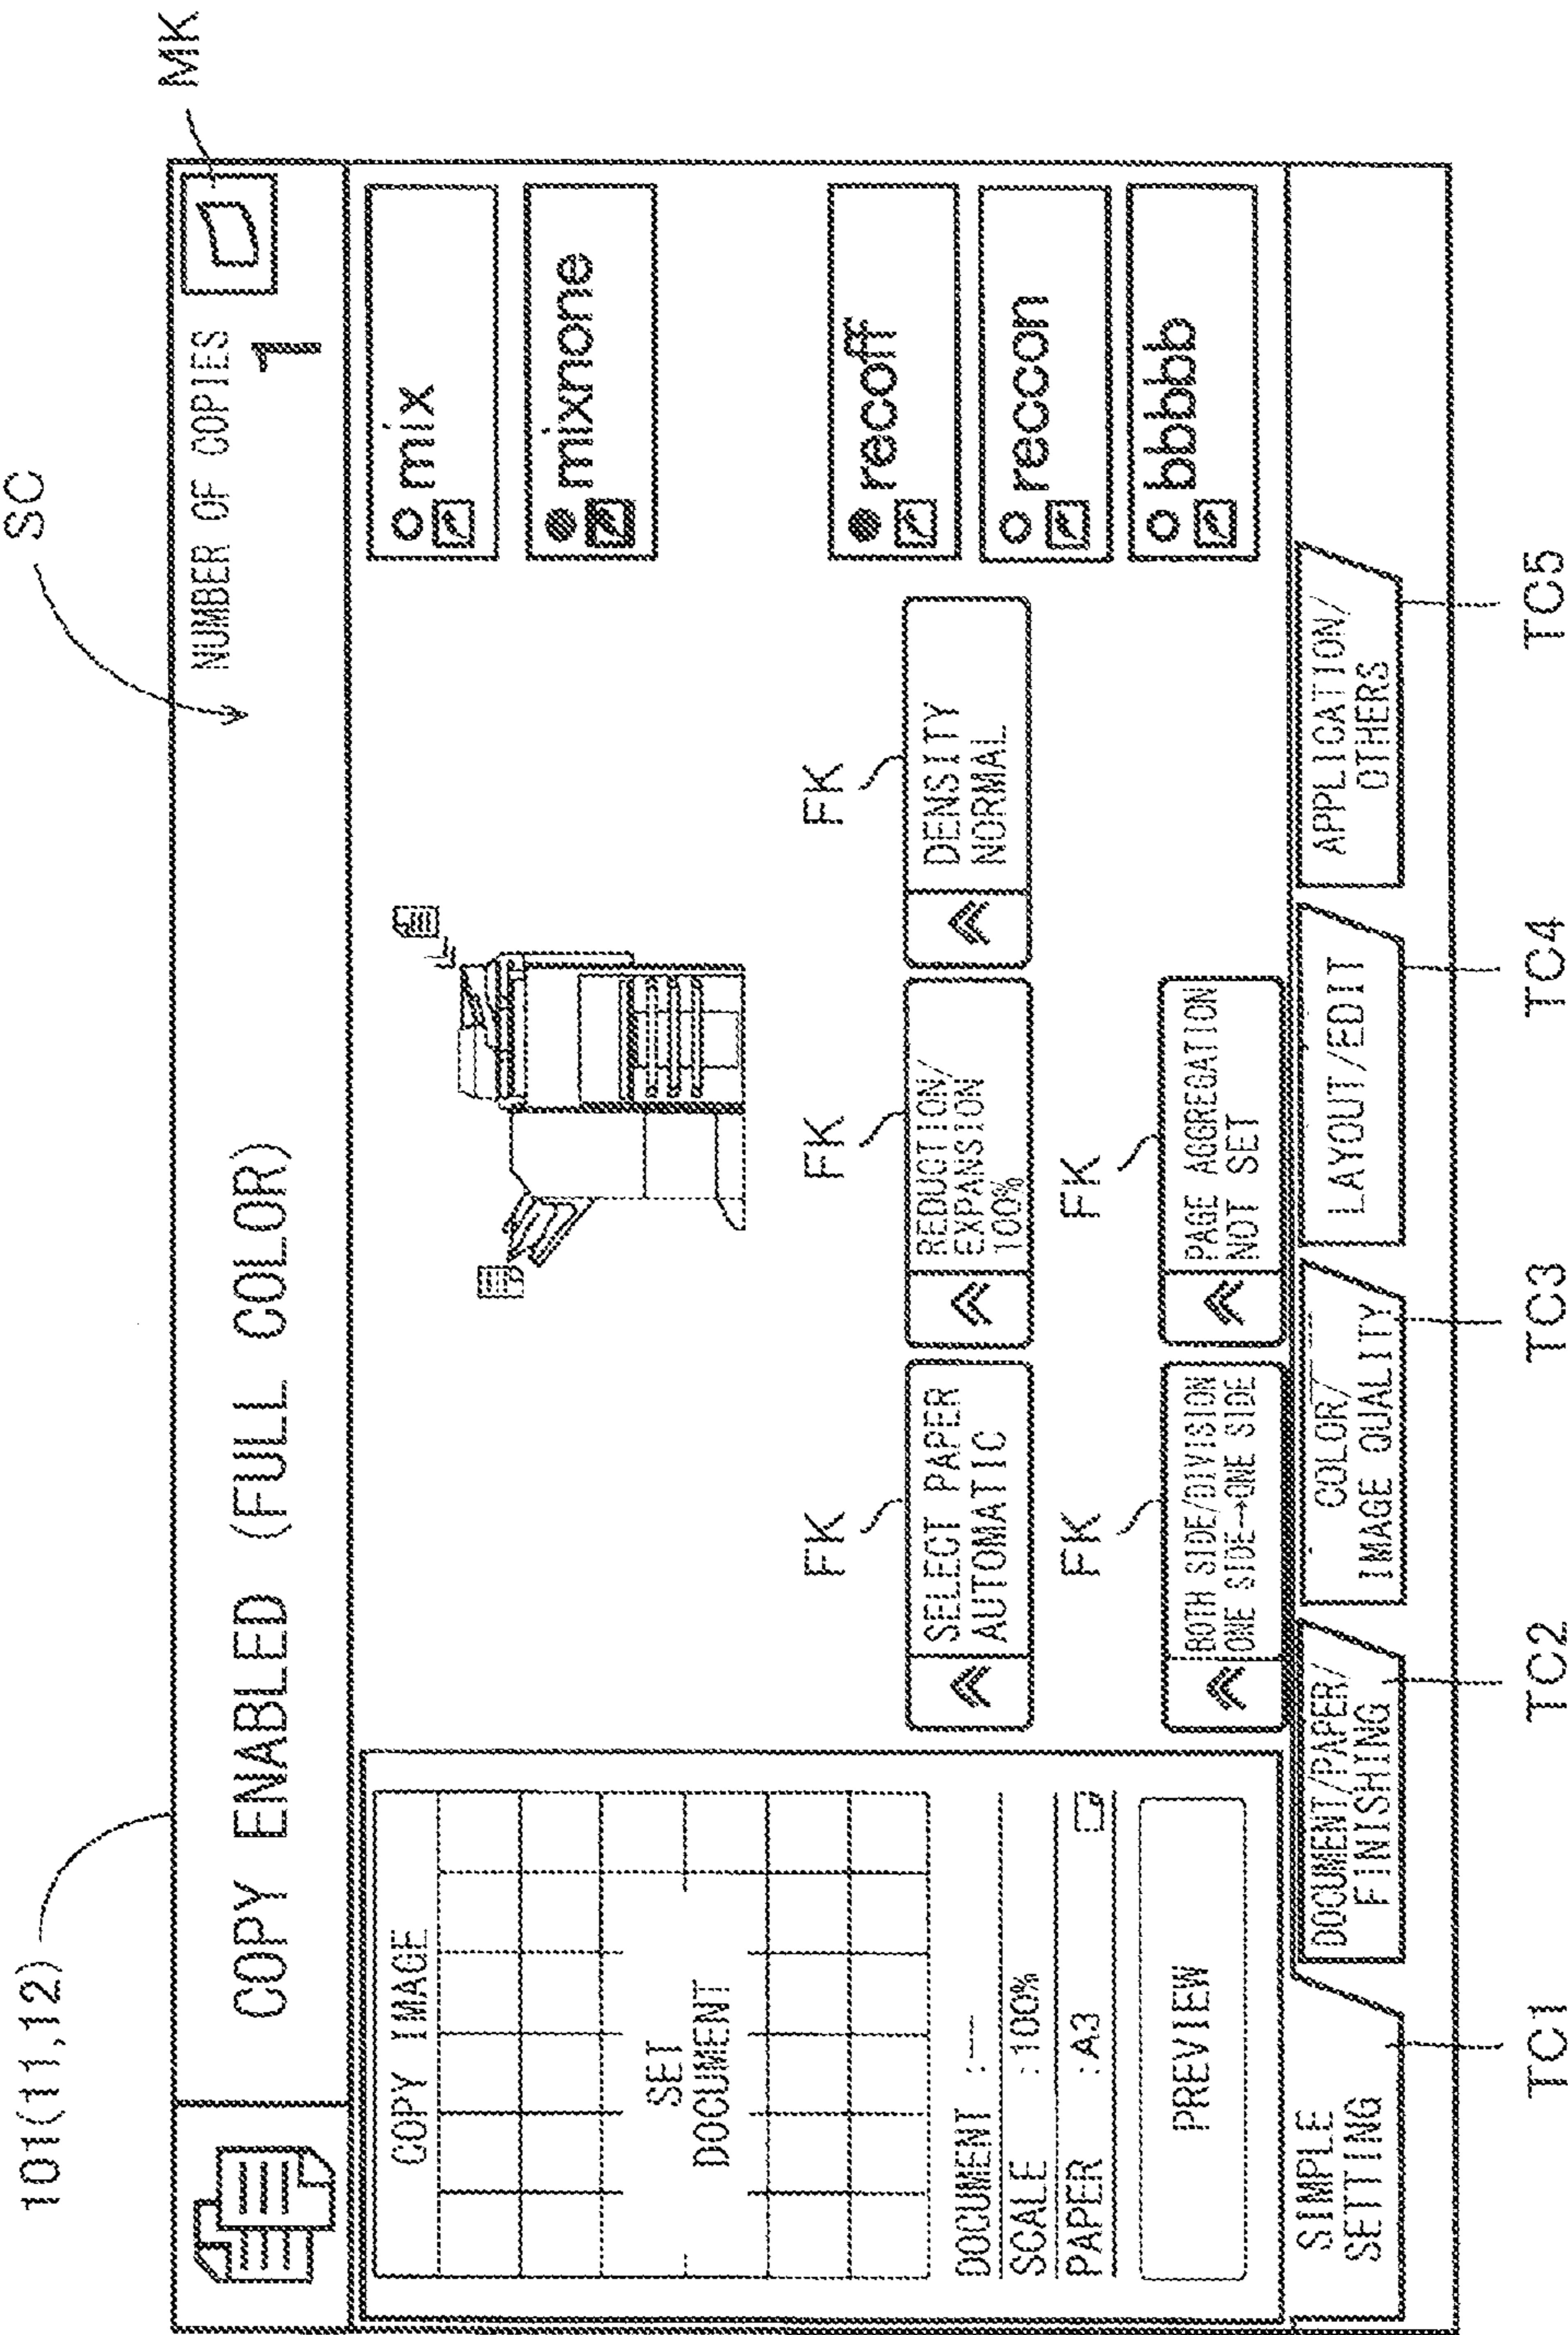 101(11,12)
SC
MK
COPY ENABLED (FULL COLOR)
NUMBER OF COPIES
1
COPY IMAGE
SET
DOCUMENT
DOCUMENT :---
SCALE :100%
PAPER :A3
PREVIEW
FK
FK
FK
SELECT PAPER
AUTOMATIC
REDUCTION/
EXPANSION/
100%
DENSITY
NORMAL
FK
FK
BOTH SIDE/DIVISION
ONE SIDE→ONE SIDE
PAGE AGGREGATION
NOT SET
mix
mixnone
recoff
reccon
bbbbb
SIMPLE
SETTING
DOCUMENT/PAPER/
FINISHING
COLOR/
IMAGE QUALITY
LAYOUT/EDIT
APPLICATION/
OTHERS
TC1
TC2
TC3
TC4
TC5